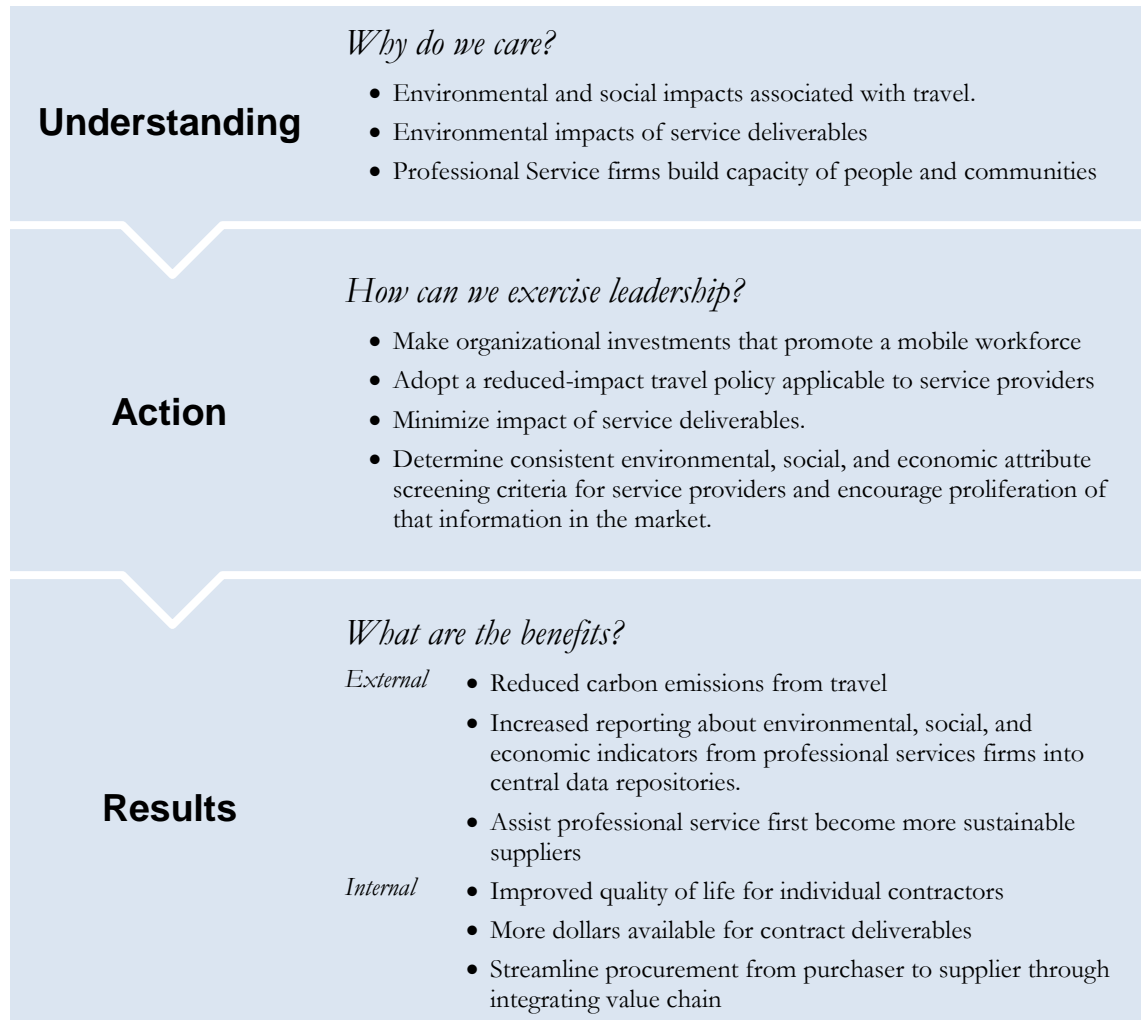 Understanding
Why do we care?
• Environmental and social impacts associated with travel.
• Environmental impacts of service deliverables
• Professional Service firms build capacity of people and communities
Action
How can we exercise leadership?
• Make organizational investments that promote a mobile workforce
• Adopt a reduced-impact travel policy applicable to service providers
• Minimize impact of service deliverables.
• Determine consistent environmental, social, and economic attribute
screening criteria for service providers and encourage proliferation of
that information in the market.
Results
What are the benefits?
External
• Reduced carbon emissions from travel
• Increased reporting about environmental, social, and
economic indicators from professional services firms into
central data repositories.
• Assist professional service first become more sustainable
suppliers
Internal
• Improved quality of life for individual contractors
• More dollars available for contract deliverables
• Streamline procurement from purchaser to supplier through
integrating value chain